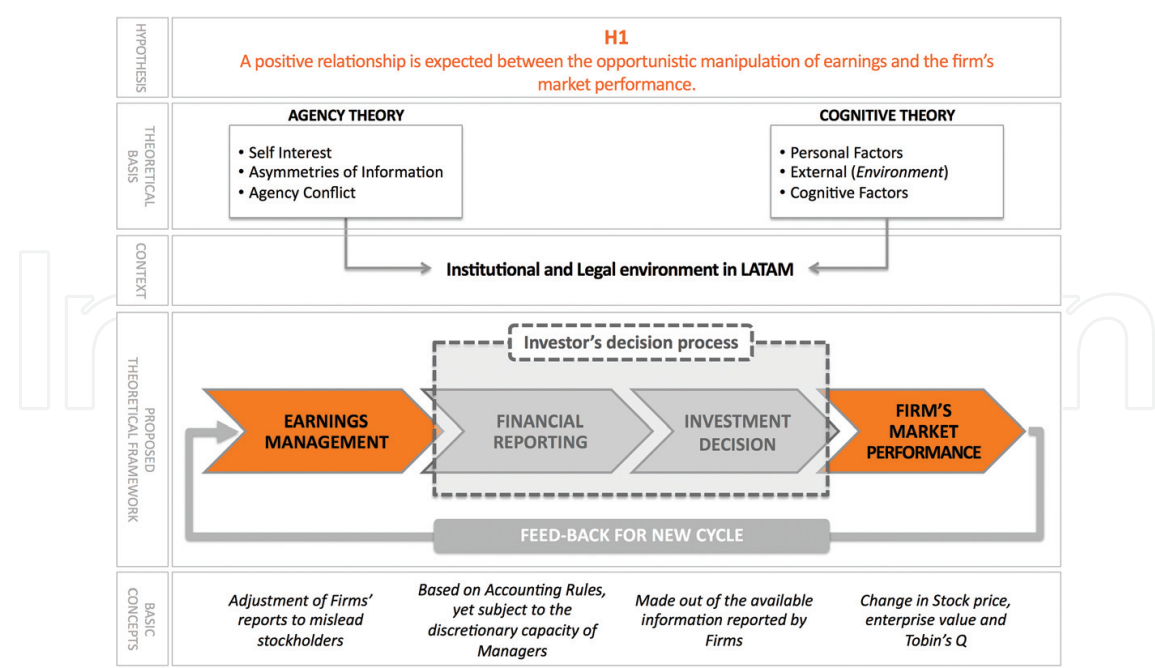 HYPOTHESIS
H1
A positive relationship is expected between the opportunistic manipulation of earnings and the firm's
market performance.
THEORETICAL
BASIS
AGENCY THEORY
• Self Interest
• Asymmetries of Information
• Agency Conflict
COGNITIVE THEORY
• Personal Factors
• External (Environment)
• Cognitive Factors
CONTEXT
Institutional and Legal environment in LATAM
PROPOSED
THEORETICAL FRAMEWORK
Investor's decision process
EARNINGS
MANAGEMENT
FINANCIAL
REPORTING
INVESTMENT
DECISION
FIRM'S
MARKET
PERFORMANCE
FEED-BACK FOR NEW CYCLE
BASIC
CONCEPTS
Adjustment of Firms'
reports to mislead
stockholders
Based on Accounting Rules,
yet subject to the
discretionary capacity of
Managers
Made out of the available
information reported by
Firms
Change in Stock price,
enterprise value and
Tobin's Q